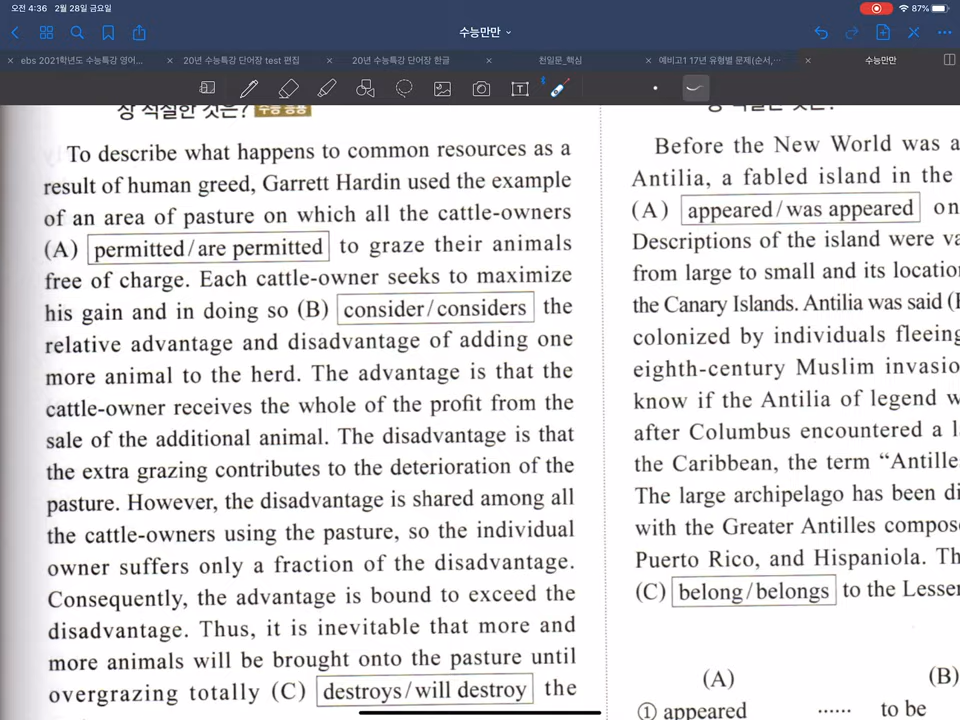 오전 4:36 2월 28일 금요일
87%
수능만만
ebs 2021학년도 수능특강 영어...
20년 수능특강 단어장 test 편집
20년 수능특강 단어장 한글
천일문_핵심
예비고1 17년 유형별 문제(순서,...
수능만만
장 적절한 것은? 수능 응용
To describe what happens to common resources as a
result of human greed, Garrett Hardin used the example
of an area of pasture on which all the cattle-owners
(A) permitted/are permitted to graze their animals
free of charge. Each cattle-owner seeks to maximize
his gain and in doing so (B) consider/considers the
relative advantage and disadvantage of adding one
more animal to the herd. The advantage is that the
cattle-owner receives the whole of the profit from the
sale of the additional animal. The disadvantage is that
the extra grazing contributes to the deterioration of the
pasture. However, the disadvantage is shared among all
the cattle-owners using the pasture, so the individual
owner suffers only a fraction of the disadvantage.
Consequently, the advantage is bound to exceed the
disadvantage. Thus, it is inevitable that more and
more animals will be brought onto the pasture until
overgrazing totally (C) destroys/will destroy the
Before the New World was a
Antilia, a fabled island in the
(A) appeared/was appeared on
Descriptions of the island were va
from large to small and its locatio
the Canary Islands. Antilia was said (
colonized by individuals fleeing
eighth-century Muslim invasio
know if the Antilia of legend w
after Columbus encountered a l
the Caribbean, the term “Antille
The large archipelago has been di
with the Greater Antilles compos
Puerto Rico, and Hispaniola. Th
(C) belong/belongs to the Lesser
(A) (B)
① appeared ...... to be